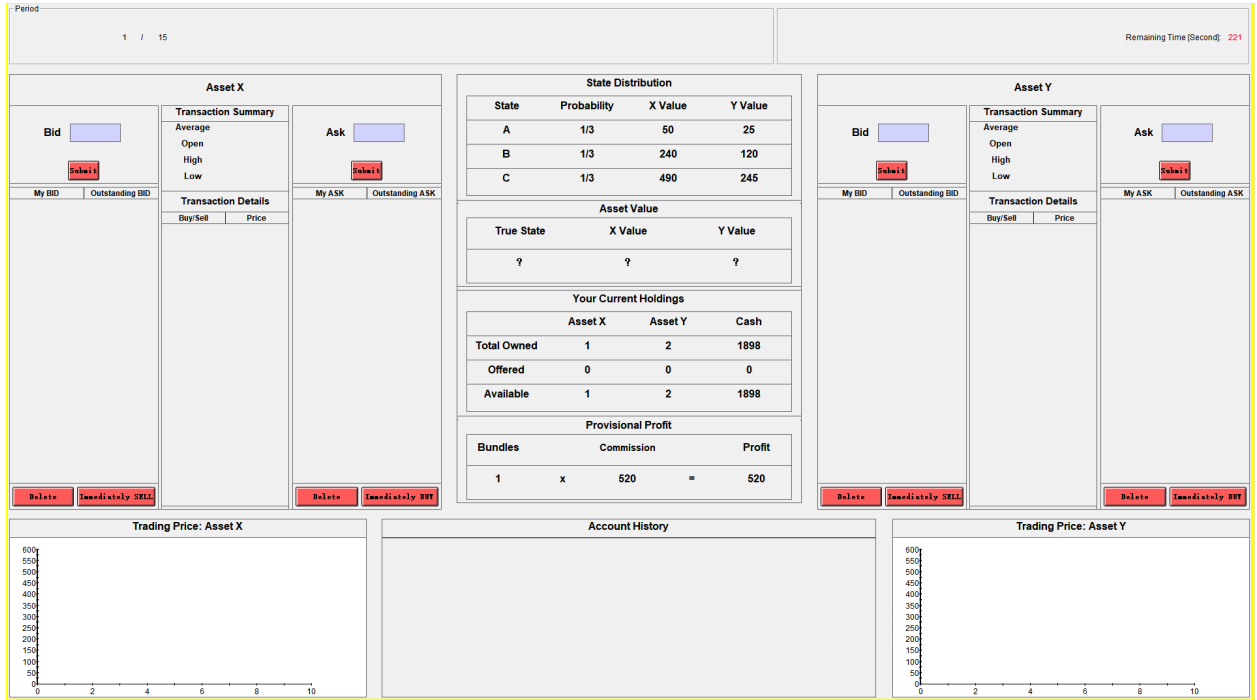 Period
1 / 15
Remaining Time [Second]: 221
Asset X
Bid
Submit
My BID Outstanding BID
Delete Immediately SELL
Transaction Summary
Average
Open
High
Low
Transaction Details
Buy/Sell Price
Ask
Submit
My ASK Outstanding ASK
Delete Immediately BUY
State Distribution
State Probability X Value Y Value
A 1/3 50 25
B 1/3 240 120
C 1/3 490 245
Asset Value
True State X Value Y Value
? ? ?
Your Current Holdings
Asset X Asset Y Cash
Total Owned 1 2 1898
Offered 0 0 0
Available 1 2 1898
Provisional Profit
Bundles Commission Profit
1 x 520 = 520
Asset Y
Bid
Submit
My BID Outstanding BID
Delete Immediately SELL
Transaction Summary
Average
Open
High
Low
Transaction Details
Buy/Sell Price
Ask
Submit
My ASK Outstanding ASK
Delete Immediately BUY
Trading Price: Asset X
600
550
500
450
400
350
300
250
200
150
100
50
0
0 2 4 6 8 10
Account History
Trading Price: Asset Y
600
550
500
450
400
350
300
250
200
150
100
50
0
0 2 4 6 8 10